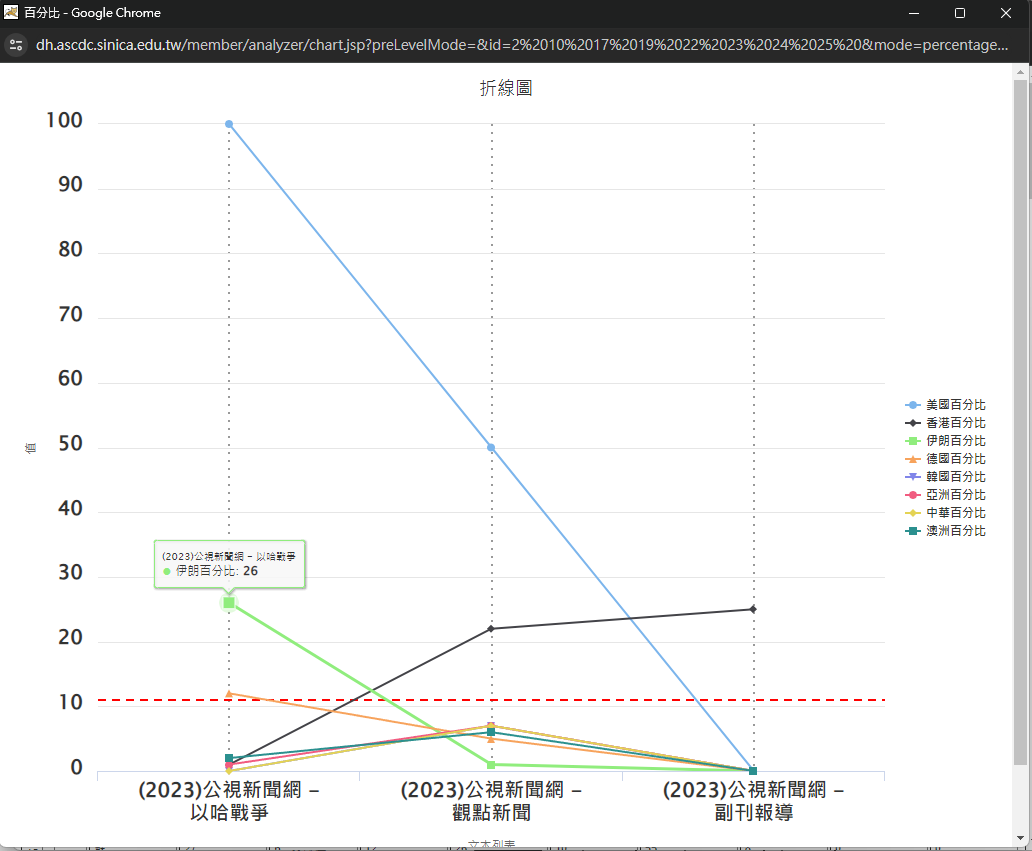 百分比 - Google Chrome
dh.ascdc.sinica.edu.tw/member/analyzer/chart.jsp?preLevelMode=&id=2%2010%2017%2019%2022%2023%2024%2025%20&mode=percentage...
折線圖
100
90
80
70
60
50
40
30
20
10
0
值
(2023)公視新聞網 – 以哈戰爭
伊朗百分比: 26
美國百分比
香港百分比
伊朗百分比
德國百分比
韓國百分比
亞洲百分比
中華百分比
澳洲百分比
(2023)公視新聞網 –
以哈戰爭
(2023)公視新聞網 –
觀點新聞
(2023)公視新聞網 –
副刊報導
文本列表